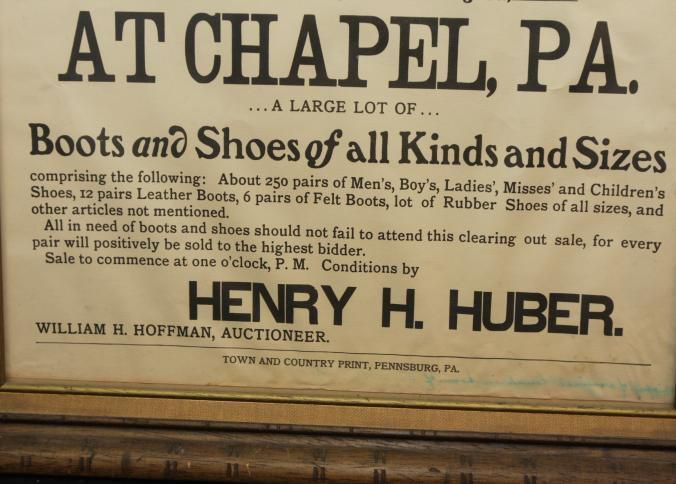 AT CHAPEL, PA.
...A LARGE LOT OF...
Boots and Shoes of all Kinds and Sizes
comprising the following: About 250 pairs of Men's, Boy's, Ladies', Misses' and Children's
Shoes, 12 pairs Leather Boots, 6 pairs of Felt Boots, lot of Rubber Shoes of all sizes, and
other articles not mentioned.
All in need of boots and shoes should not fail to attend this clearing out sale, for every
pair will positively be sold to the highest bidder.
Sale to commence at one o'clock, P. M. Conditions by
HENRY H. HUBER.
WILLIAM H. HOFFMAN, AUCTIONEER.
TOWN AND COUNTRY PRINT, PENNSBURG, PA.